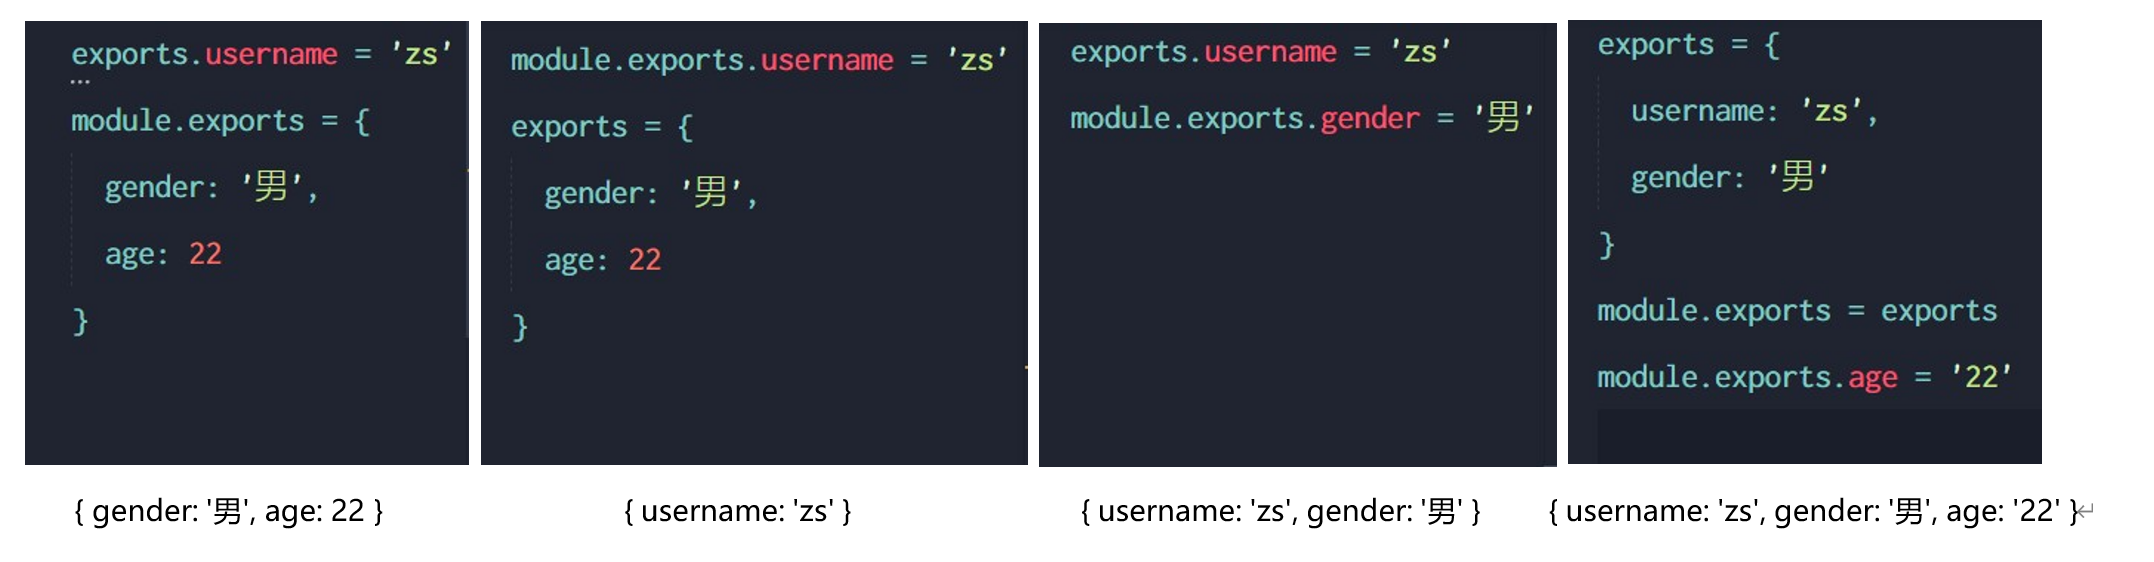 exports.username = 'zs'
...
module.exports = {
gender: '男',
age: 22
}
module.exports.username = 'zs'
exports = {
gender: '男',
age: 22
}
exports.username = 'zs'
module.exports.gender = '男'
exports = {
username: 'zs',
gender: '男'
}
module.exports = exports
module.exports.age = '22'
{ gender: '男', age: 22 }
{ username: 'zs' }
{ username: 'zs', gender: '男' }
{ username: 'zs', gender: '男', age: '22' }↵